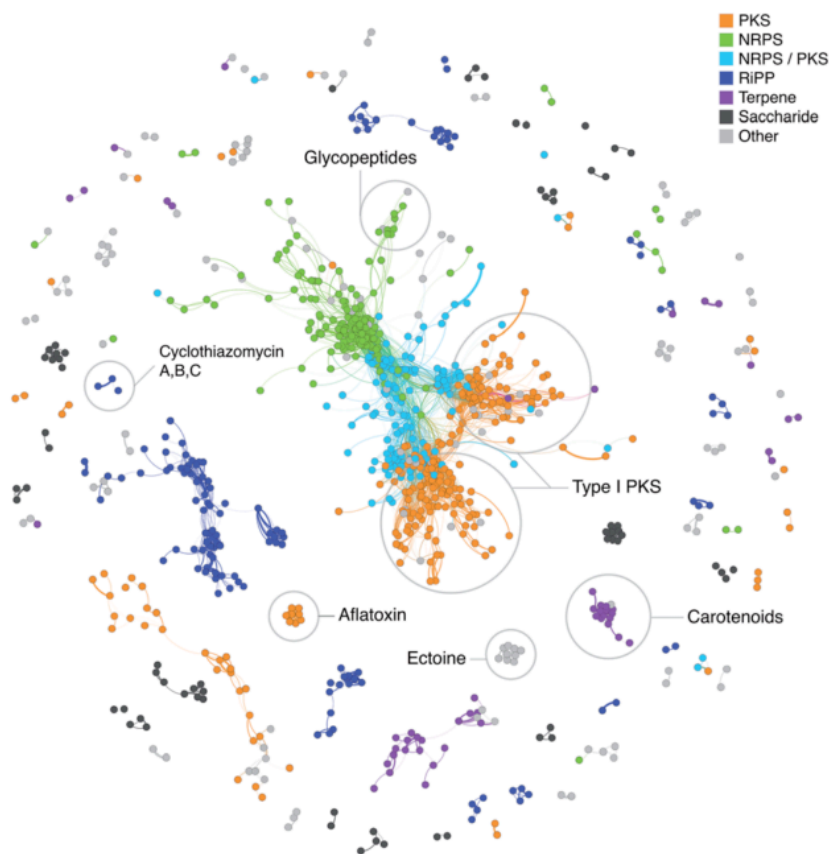 PKS
NRPS
NRPS / PKS
RiPP
Terpene
Saccharide
Other
Glycopeptides
Cyclothiazomycin
A,B,C
Type I PKS
Aflatoxin
Carotenoids
Ectoine